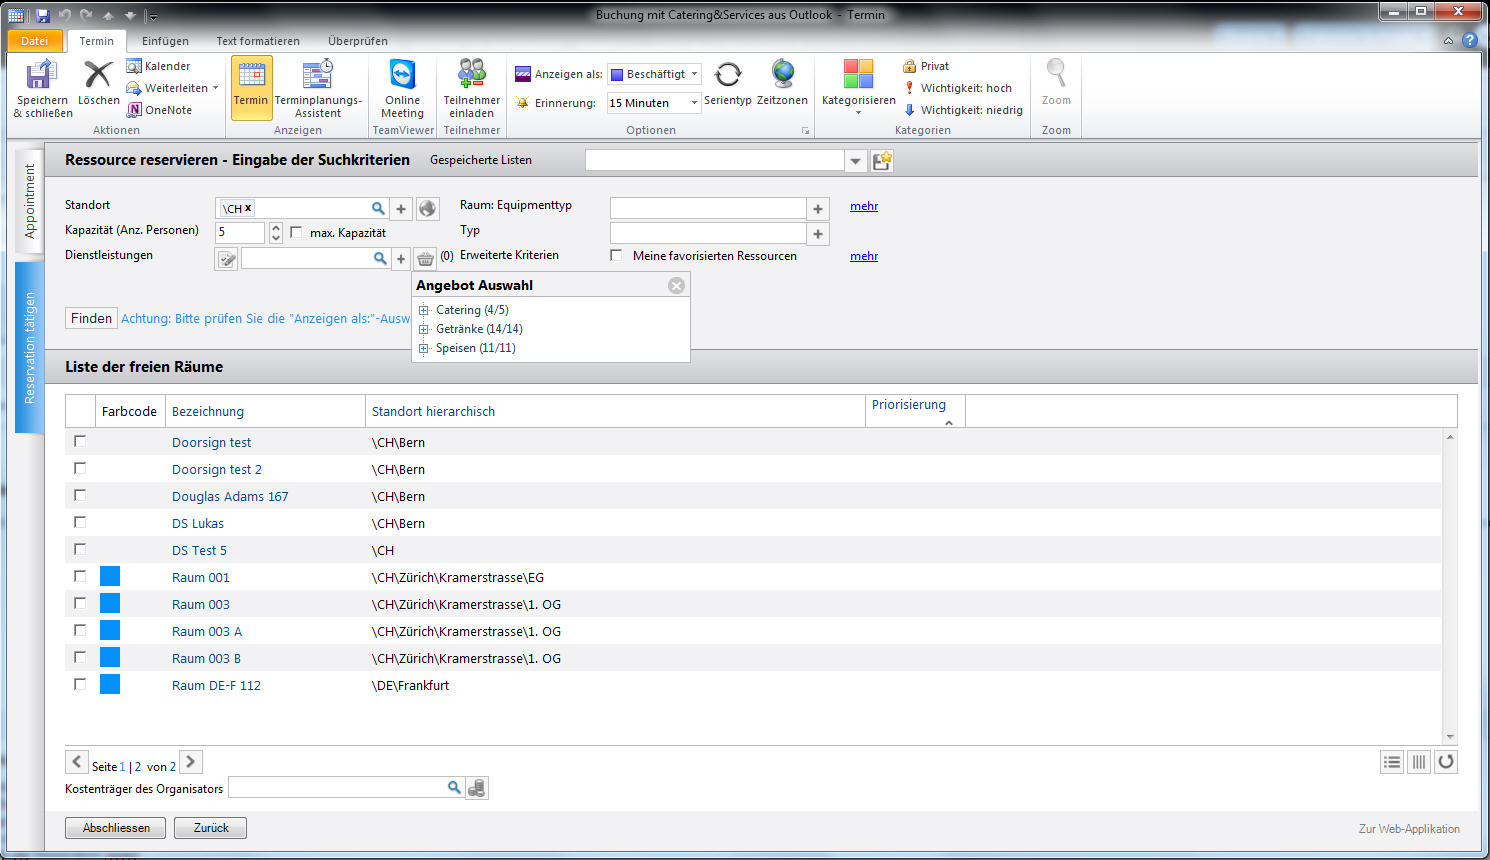 Buchung mit Catering&Services aus Outlook - Termin
Datei Termin Einfügen Text formatieren Überprüfen
Speichern & schließen
Löschen
Kalender
Weiterleiten
OneNote
Aktionen
Termin
Terminplanungs-Assistent
Anzeigen
Online Meeting
TeamViewer
Teilnehmer einladen
Teilnehmer
Anzeigen als: Beschäftigt
Erinnerung: 15 Minuten
Serientyp
Zeitzonen
Optionen
Kategorisieren
Privat
Wichtigkeit: hoch
Wichtigkeit: niedrig
Kategorien
Zoom
Zoom
Appointment
Reservation tätigen
Ressource reservieren - Eingabe der Suchkriterien Gespeicherte Listen
Standort \CH x Raum: Equipmenttyp mehr
Kapazität (Anz. Personen) 5 max. Kapazität Typ
Dienstleistungen (0) Erweiterte Kriterien Meine favorisierten Ressourcen mehr
Angebot Auswahl
Catering (4/5)
Getränke (14/14)
Speisen (11/11)
Finden Achtung: Bitte prüfen Sie die "Anzeigen als:"-Ausw
Liste der freien Räume
Farbcode Bezeichnung Standort hierarchisch Priorisierung
Doorsign test \CH\Bern
Doorsign test 2 \CH\Bern
Douglas Adams 167 \CH\Bern
DS Lukas \CH\Bern
DS Test 5 \CH
Raum 001 \CH\Zürich\Kramerstrasse\EG
Raum 003 \CH\Zürich\Kramerstrasse\1. OG
Raum 003 A \CH\Zürich\Kramerstrasse\1. OG
Raum 003 B \CH\Zürich\Kramerstrasse\1. OG
Raum DE-F 112 \DE\Frankfurt
Seite 1 | 2 von 2
Kostenträger des Organisators
Abschliessen Zurück Zur Web-Applikation